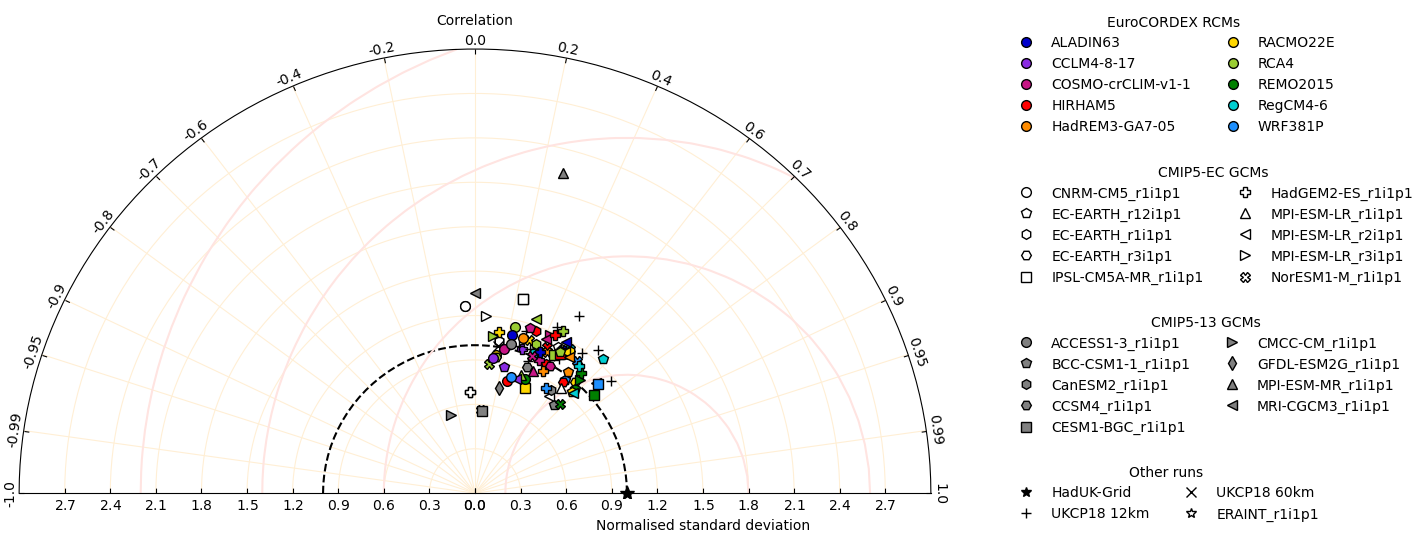 Correlation
-1.0
-0.99
-0.95
-0.9
-0.8
-0.7
-0.6
-0.4
-0.2
0.0
0.2
0.4
0.6
0.7
0.8
0.9
0.95
0.99
1.0
2.7 2.4 2.1 1.8 1.5 1.2 0.9 0.6 0.3 0.0 0.3 0.6 0.9 1.2 1.5 1.8 2.1 2.4 2.7
Normalised standard deviation
EuroCORDEX RCMs
ALADIN63 RACMO22E
CCLM4-8-17 RCA4
COSMO-crCLIM-v1-1 REMO2015
HIRHAM5 RegCM4-6
HadREM3-GA7-05 WRF381P
CMIP5-EC GCMs
CNRM-CM5_r1i1p1 HadGEM2-ES_r1i1p1
EC-EARTH_r12i1p1 MPI-ESM-LR_r1i1p1
EC-EARTH_r1i1p1 MPI-ESM-LR_r2i1p1
EC-EARTH_r3i1p1 MPI-ESM-LR_r3i1p1
IPSL-CM5A-MR_r1i1p1 NorESM1-M_r1i1p1
CMIP5-13 GCMs
ACCESS1-3_r1i1p1 CMCC-CM_r1i1p1
BCC-CSM1-1_r1i1p1 GFDL-ESM2G_r1i1p1
CanESM2_r1i1p1 MPI-ESM-MR_r1i1p1
CCSM4_r1i1p1 MRI-CGCM3_r1i1p1
CESM1-BGC_r1i1p1
Other runs
HadUK-Grid UKCP18 60km
UKCP18 12km ERAINT_r1i1p1